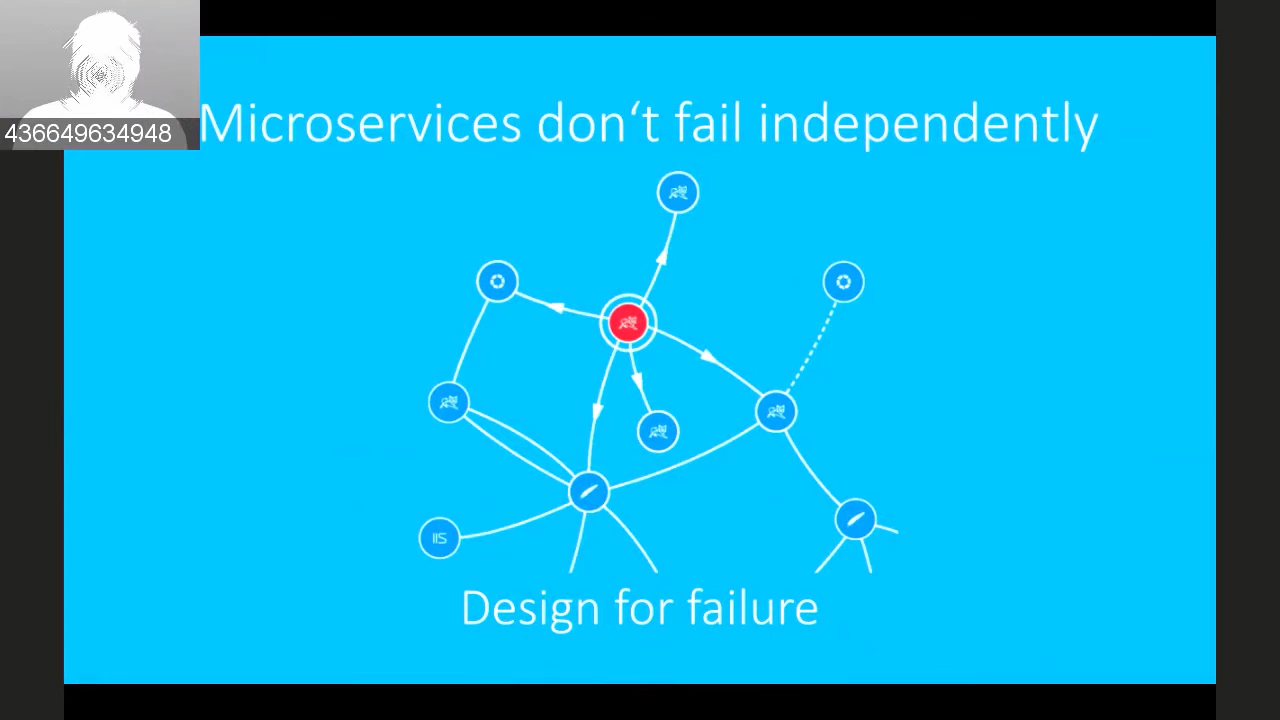 436649634948
Microservices don‘t fail independently
IIS
Design for failure